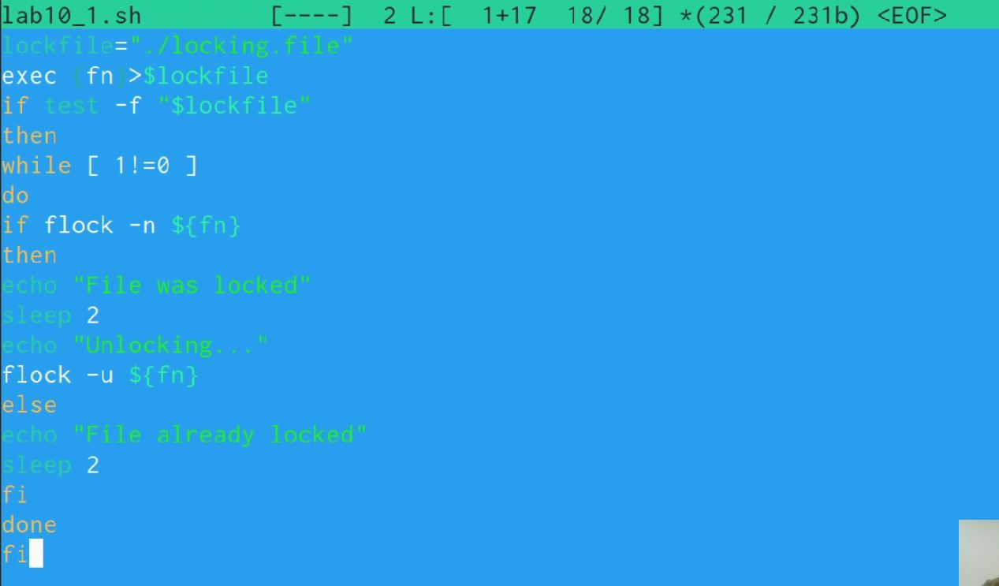 lab10_1.sh [----] 2 L:[ 1+17 18/ 18] *(231 / 231b) <EOF>
lockfile="./locking.file"
exec {fn}>$lockfile
if test -f "$lockfile"
then
while [ 1!=0 ]
do
if flock -n ${fn}
then
echo "File was locked"
sleep 2
echo "Unlocking..."
flock -u ${fn}
else
echo "File already locked"
sleep 2
fi
done
fi